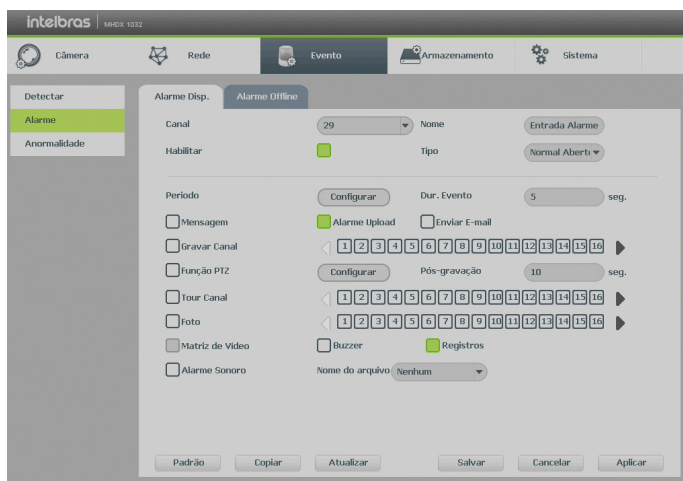 intelbras MHDX 1032
Câmera Rede Evento Armazenamento Sistema
Detectar
Alarme
Anormalidade
Alarme Disp. Alarme Offline
Canal 29 Nome Entrada Alarme
Habilitar Tipo Normal Abert
Período Configurar Dur. Evento 5 seg.
Mensagem Alarme Upload Enviar E-mail
Gravar Canal 1 2 3 4 5 6 7 8 9 10 11 12 13 14 15 16
Função PTZ Configurar Pós-gravação 10 seg.
Tour Canal 1 2 3 4 5 6 7 8 9 10 11 12 13 14 15 16
Foto 1 2 3 4 5 6 7 8 9 10 11 12 13 14 15 16
Matriz de Vídeo Buzzer Registros
Alarme Sonoro Nome do arquivo Nenhum
Padrão Copiar Atualizar Salvar Cancelar Aplicar